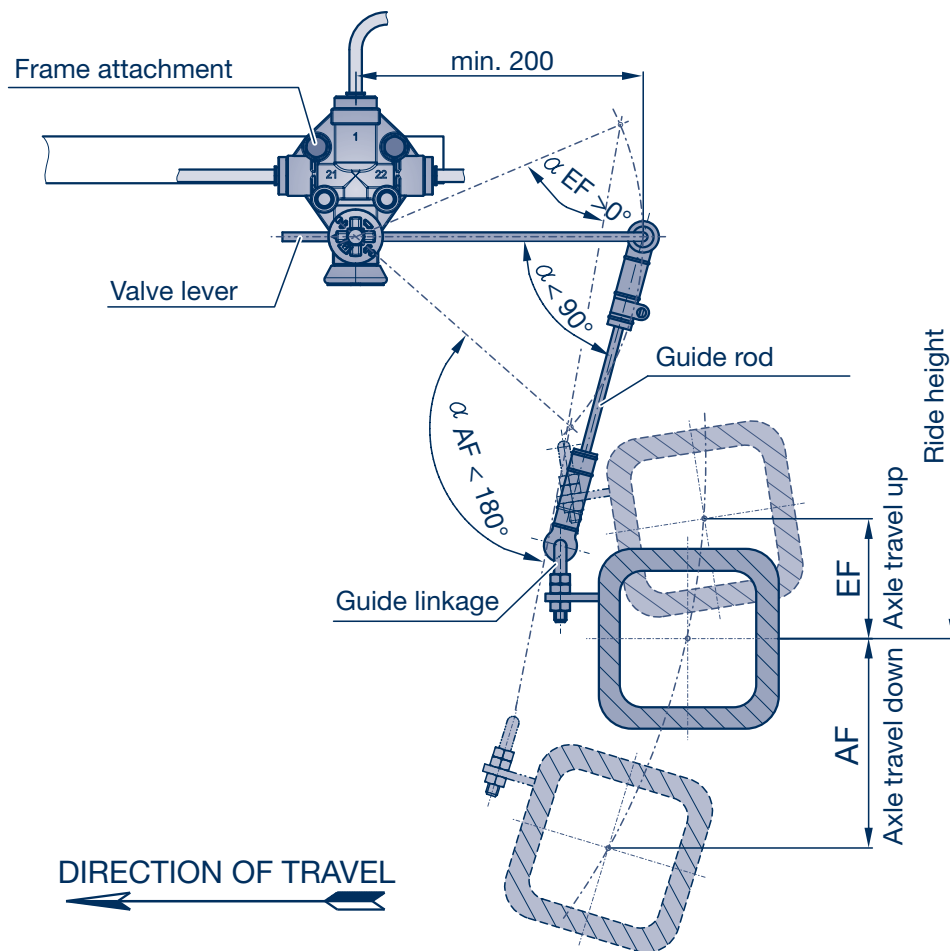 min. 200
Frame attachment
1
21
22
α EF >0°
Valve lever
α < 90°
Guide rod
Ride height
α AF < 180°
Axle travel up
EF
Guide linkage
Axle travel down
AF
DIRECTION OF TRAVEL